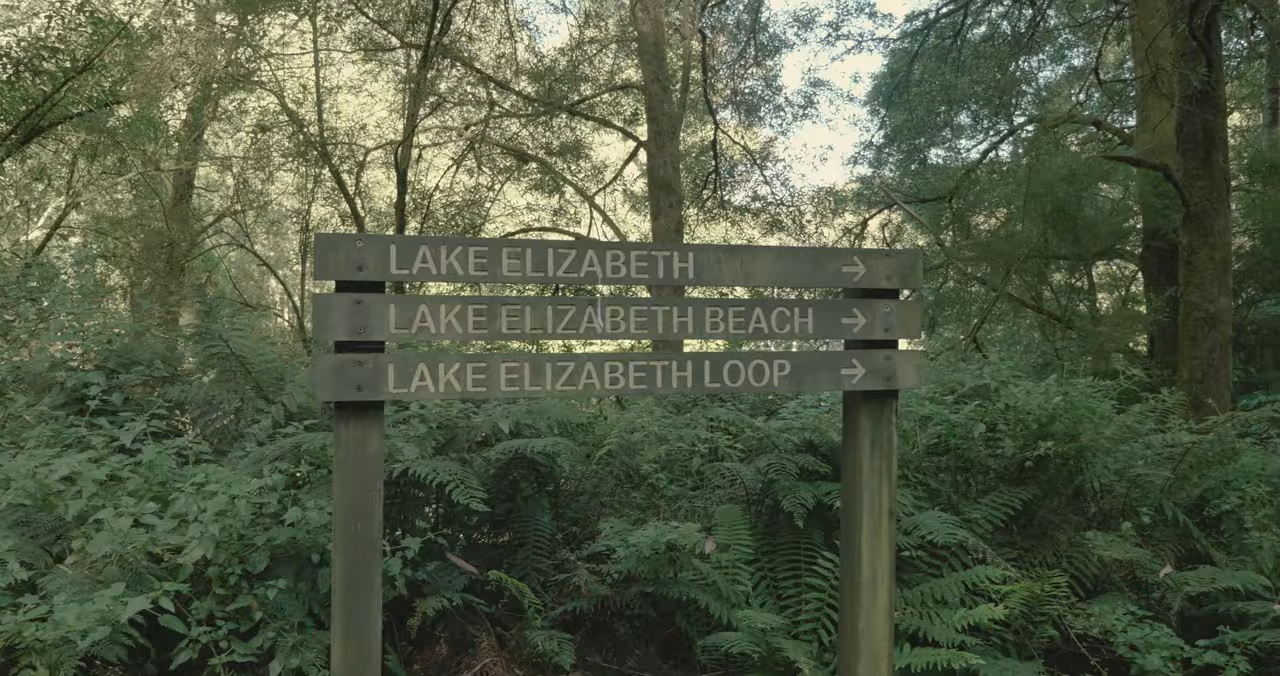 LAKE ELIZABETH →
LAKE ELIZABETH BEACH →
LAKE ELIZABETH LOOP →